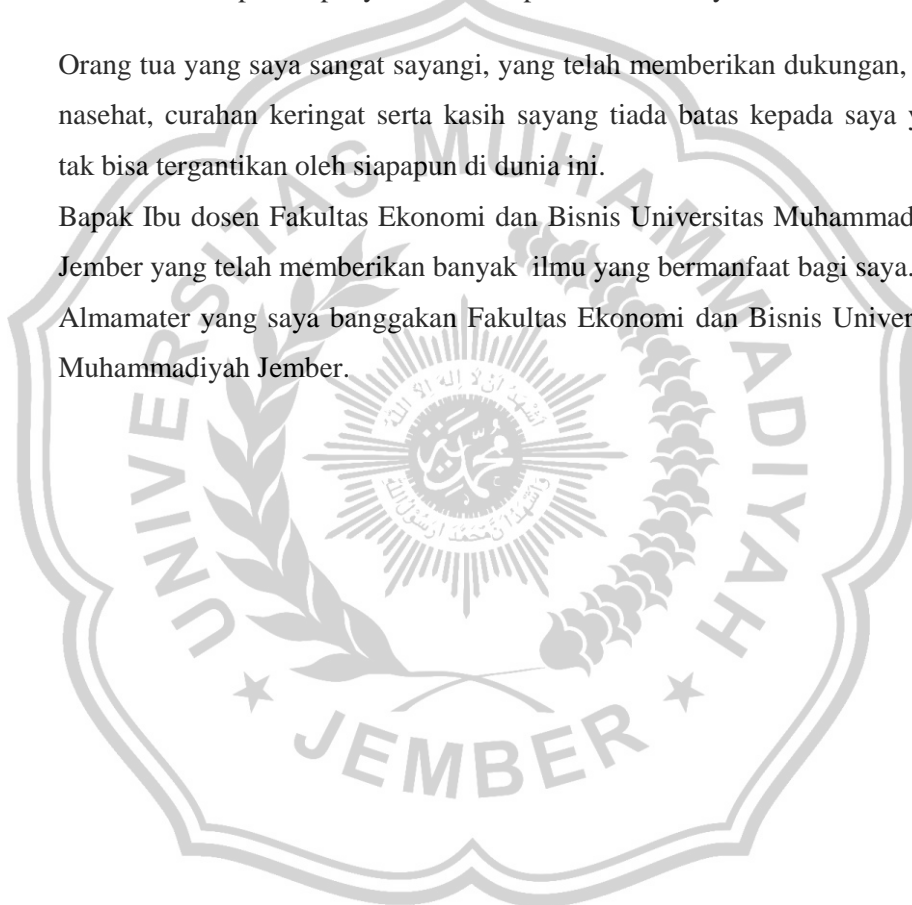 Orang tua yang saya sangat sayangi, yang telah memberikan dukungan,
nasehat, curahan keringat serta kasih sayang tiada batas kepada saya
tak bisa tergantikan oleh siapapun di dunia ini.
Bapak Ibu dosen Fakultas Ekonomi dan Bisnis Universitas Muhammad
Jember yang telah memberikan banyak ilmu yang bermanfaat bagi saya.
Almamater yang saya banggakan Fakultas Ekonomi dan Bisnis Univer
Muhammadiyah Jember.
UNIVERSITAS MUHAMMADIYAH
JEMBER